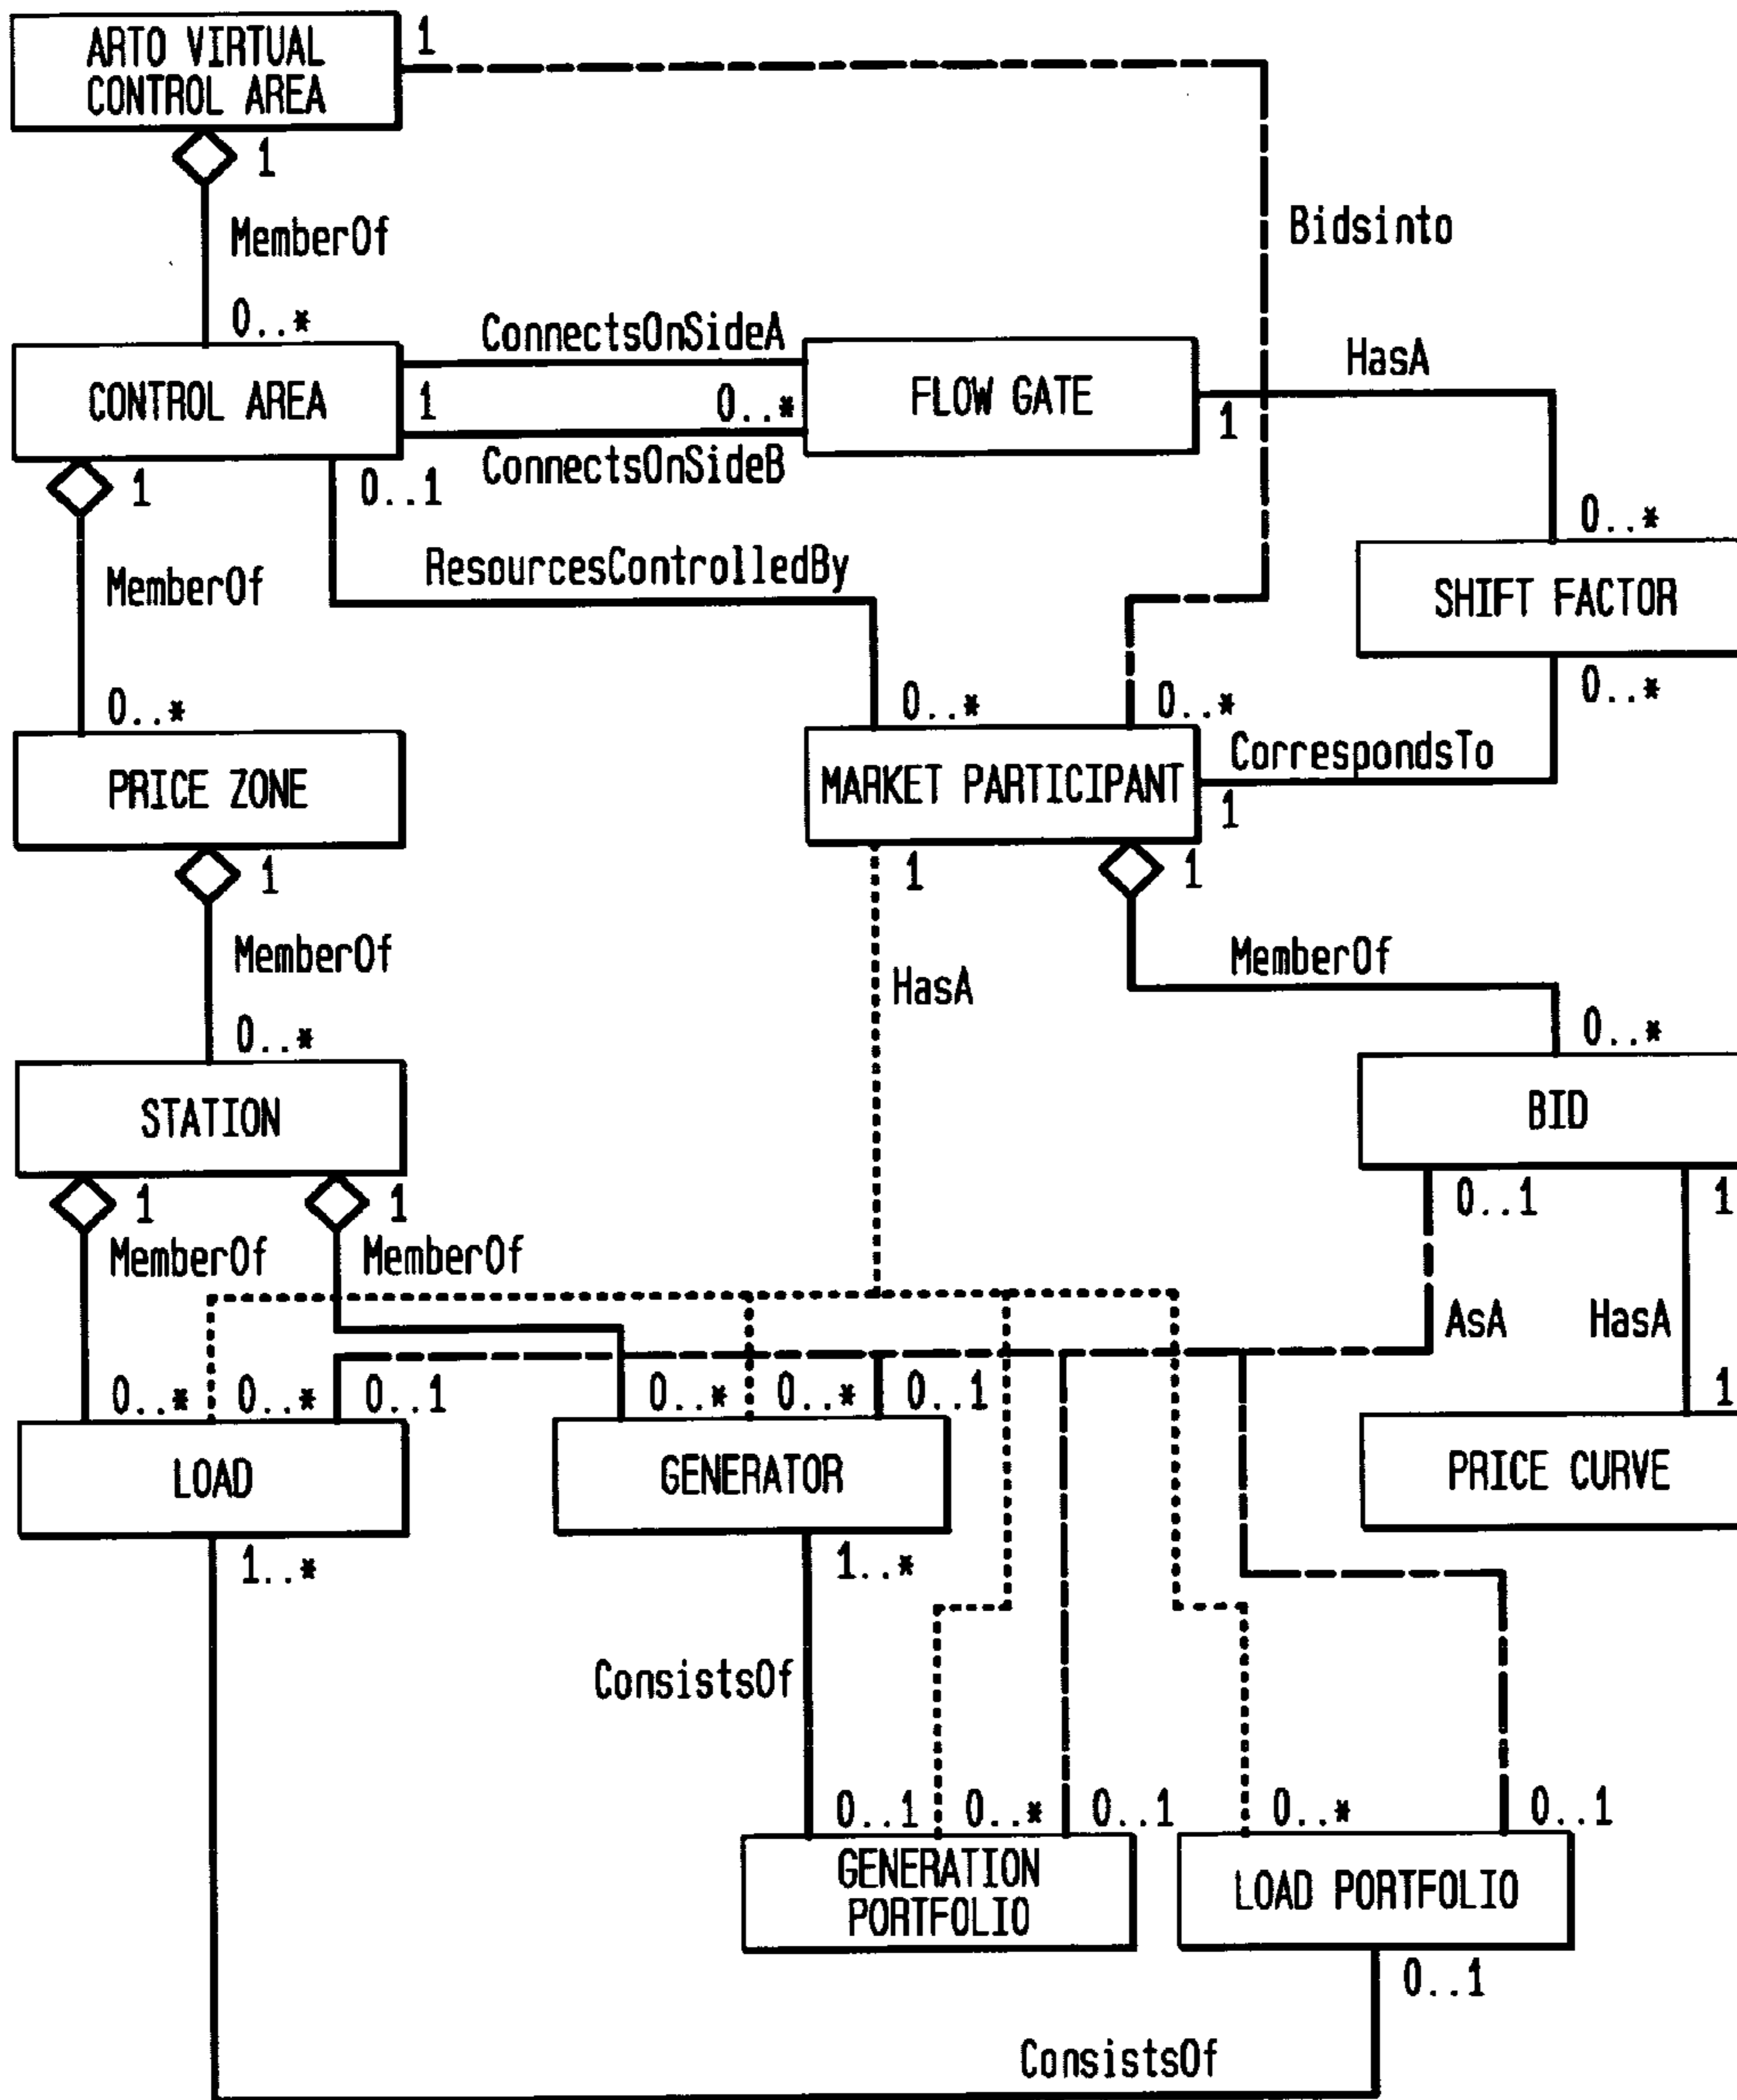 ARTO VIRTUAL
CONTROL AREA
1
1
MemberOf
Bidsinto
0..*
ConnectsOnSideA
HasA
CONTROL AREA
1
0..*
FLOW GATE
1
ConnectsOnSideB
1
0..1
0..*
MemberOf
ResourcesControlledBy
SHIFT FACTOR
0..*
0..*
0..*
0..*
PRICE ZONE
MARKET PARTICIPANT
CorrespondsTo
1
1
1
1
MemberOf
HasA
MemberOf
0..*
0..*
STATION
BID
1
1
0..1
1
MemberOf
MemberOf
AsA
HasA
0..*
0..*
0..1
0..*
0..*
0..1
1
LOAD
GENERATOR
PRICE CURVE
1..*
1..*
ConsistsOf
0..1
0..*
0..1
0..*
0..1
GENERATION
PORTFOLIO
LOAD PORTFOLIO
0..1
ConsistsOf